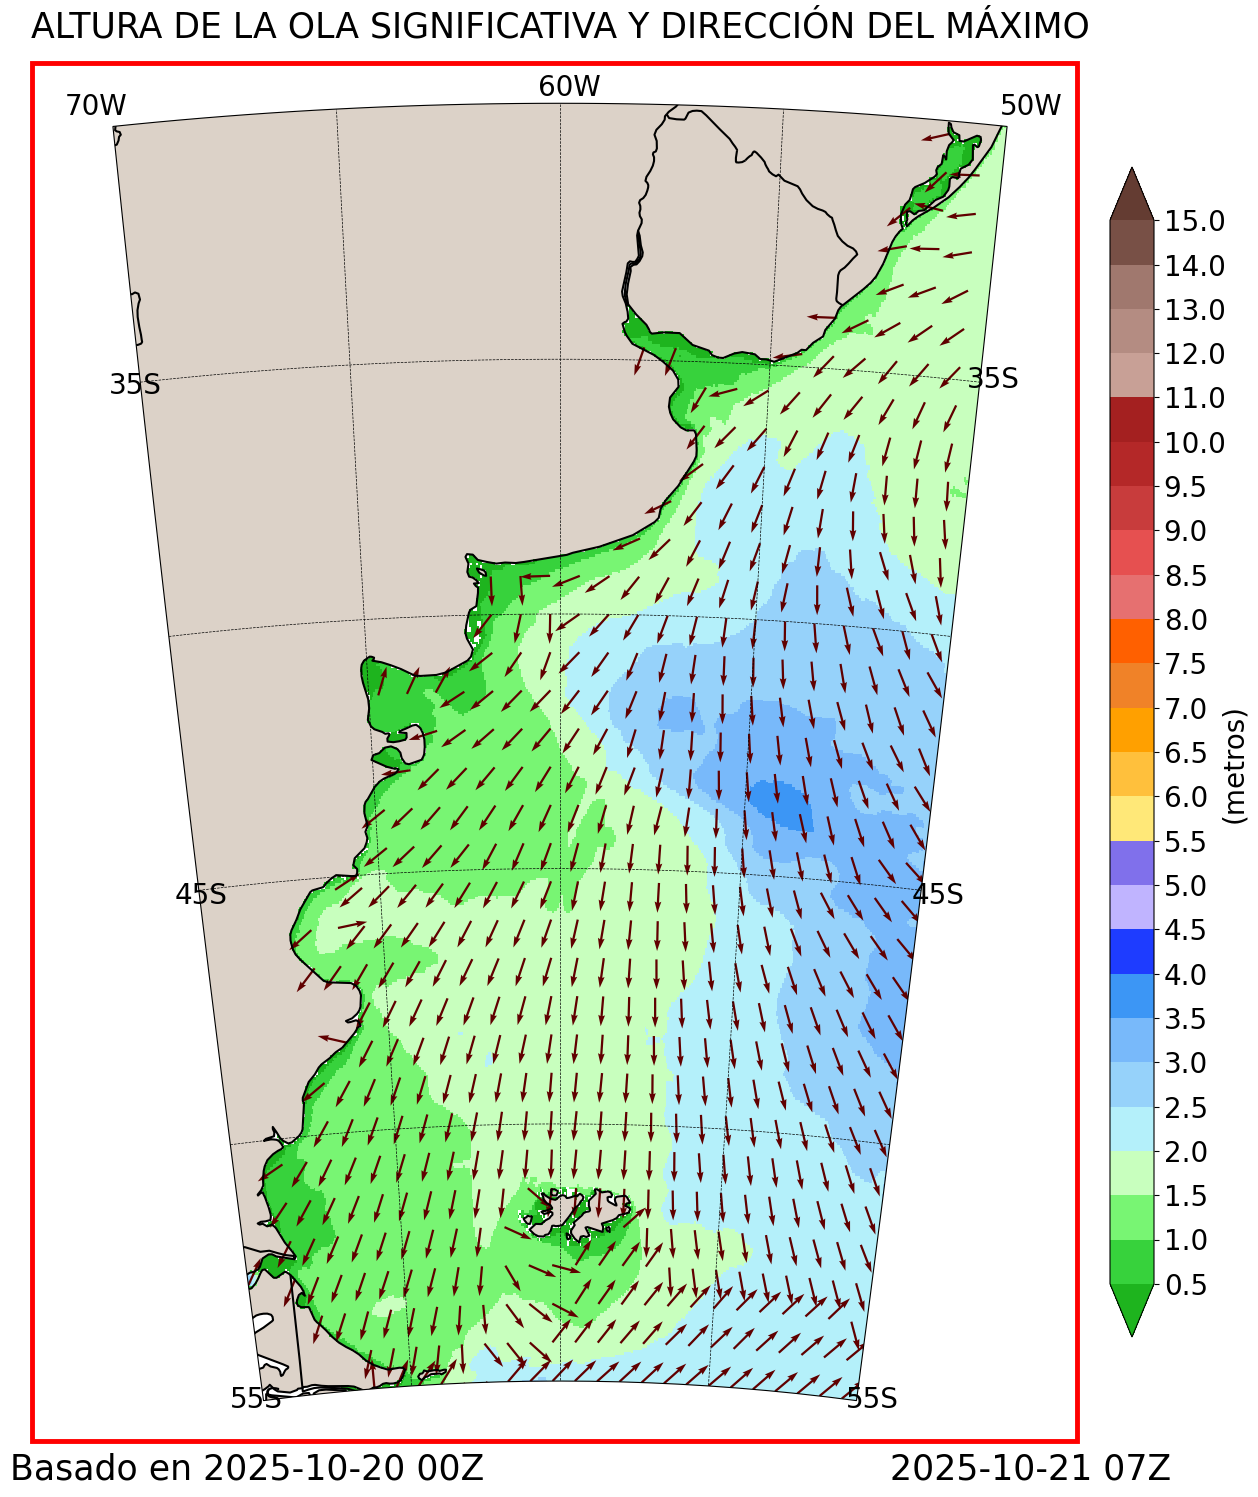 ALTURA DE LA OLA SIGNIFICATIVA Y DIRECCIÓN DEL MÁXIMO
70W
60W
50W
35S
35S
45S
45S
55S
55S
15.0
14.0
13.0
12.0
11.0
10.0
9.5
9.0
8.5
8.0
7.5
7.0
6.5
6.0
5.5
5.0
4.5
4.0
3.5
3.0
2.5
2.0
1.5
1.0
0.5
(metros)
Basado en 2025-10-20 00Z
2025-10-21 07Z